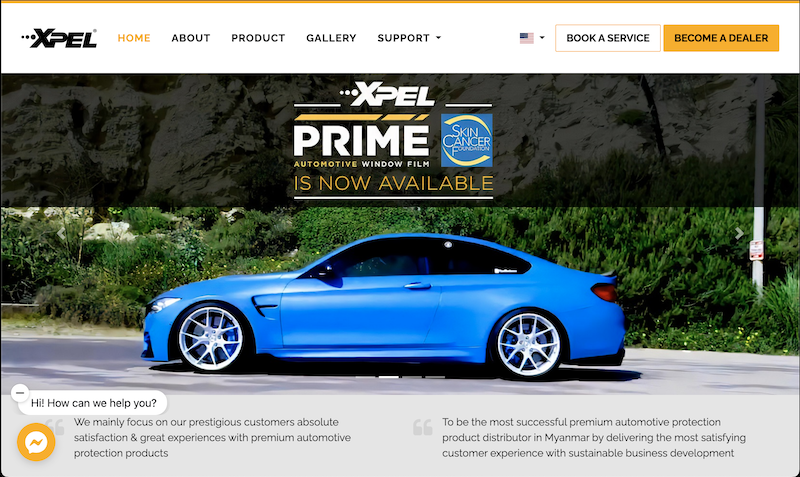 XPEL
HOME
ABOUT
PRODUCT
GALLERY
SUPPORT
BOOK A SERVICE
BECOME A DEALER
XPEL
PRIME
AUTOMOTIVE WINDOW FILM
SKIN
CANCER
FOUNDATION
IS NOW AVAILABLE
Hi! How can we help you?
We mainly focus on our prestigious customers absolute
satisfaction & great experiences with premium automotive
protection products
To be the most successful premium automotive protection
product distributor in Myanmar by delivering the most satisfying
customer experience with sustainable business development